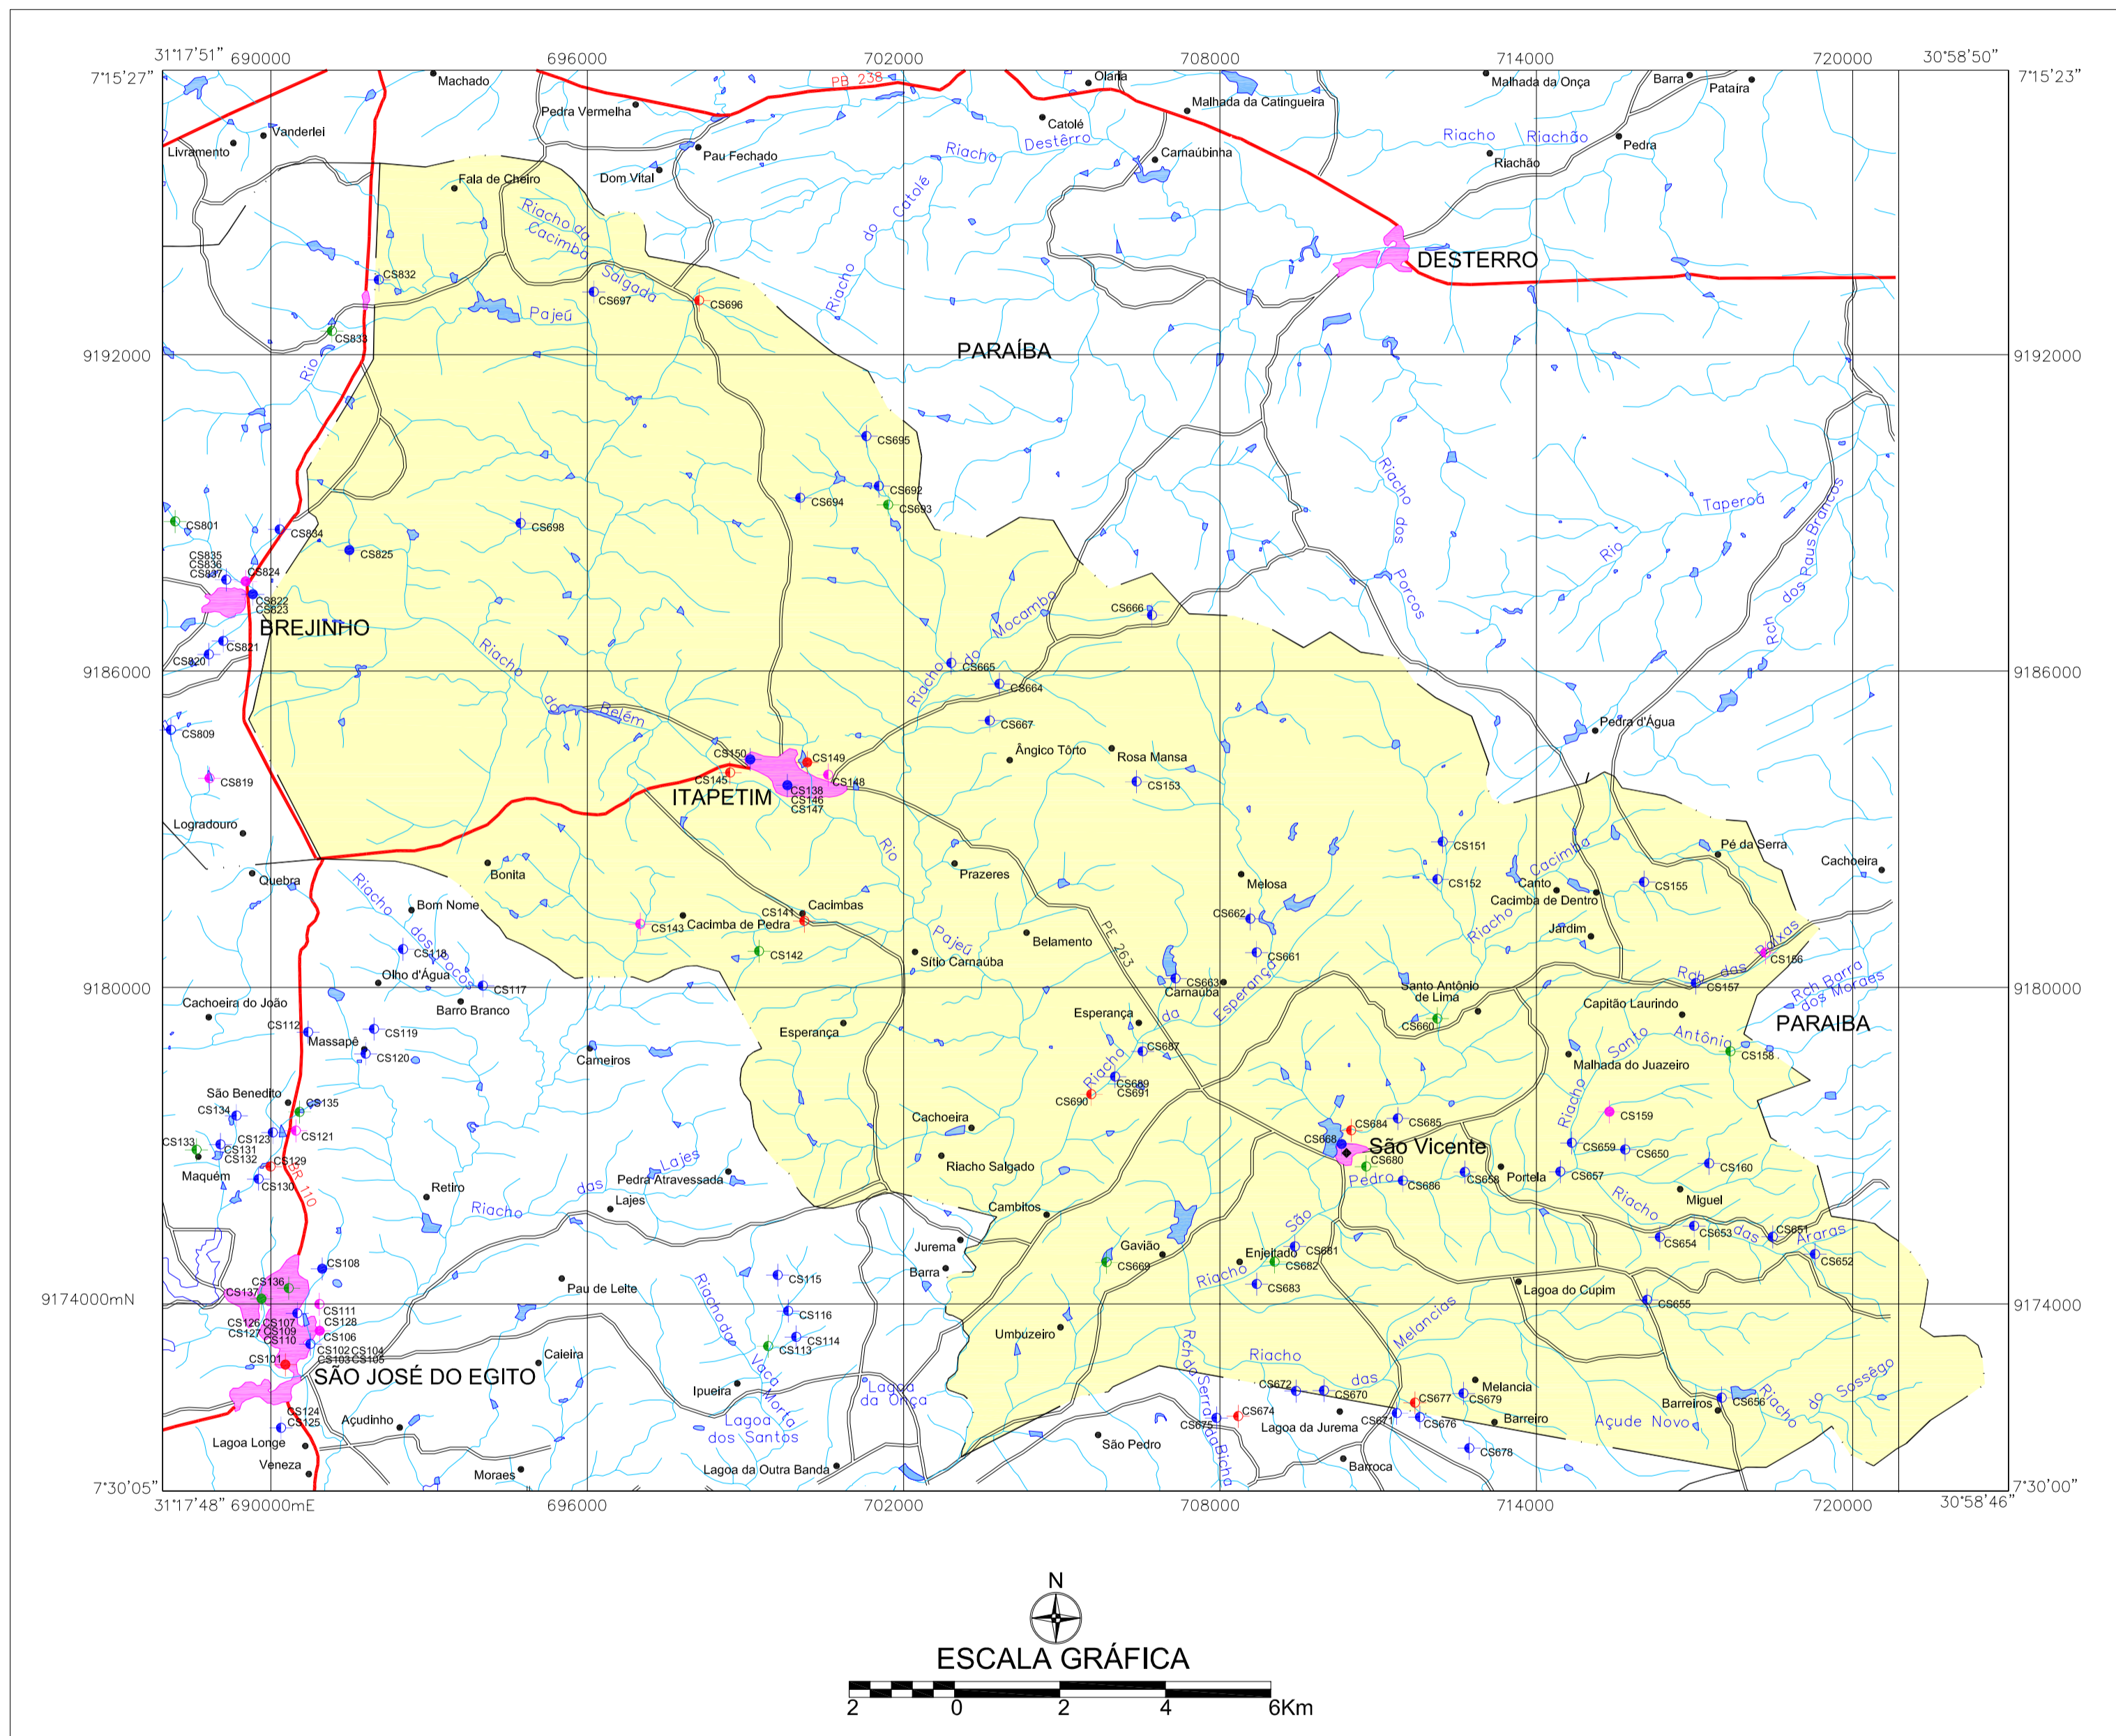 31°17'51"
690000
696000
702000
708000
714000
720000
30°58'50"
7°15'27"
7°15'23"
Machado
PB 238
Olaria
Malhada da Onça
Barra
Pataíra
Pedra Vermelha
Malhada da Catingueira
Catolé
Vanderlei
Livramento
Pau Fechado
Riacho Destêrro
Carnaúbinha
Riacho Riachão
Pedra
Riachão
Dom Vital
Fala de Cheiro
Riacho do Catolé
Riacho da Cacimba Salgada
DESTERRO
CS832
CS697
CS696
Pajeú
CS833
Rio
PARAÍBA
9192000
9192000
CS695
CS692
CS693
CS694
Riacho dos Porcos
Rio Taperoá
Rch dos Paus Brancos
CS801
CS834
CS698
CS825
CS835
CS836
CS837
CS824
CS822
CS823
BREJINHO
CS821
CS820
CS666
Riacho do Mocambo
CS665
CS664
CS667
9186000
9186000
Riacho do Belém
CS809
CS819
Pedra d'Água
Ângico Tôrto
Rosa Mansa
CS153
CS150
CS149
CS145
CS148
ITAPETIM
CS138
CS146
CS147
Logradouro
Quebra
Rio
Bonita
Prazeres
CS151
CS152
Riacho Cacimba
Pé da Serra
Cachoeira
CS155
Canto
Cacimba de Dentro
Melosa
Riacho dos Pocos
Bom Nome
CS143
Cacimba de Pedra
CS141
Cacimbas
CS142
Pajeú
Belamento
Sítio Carnaúba
PE 263
CS662
CS661
Jardim
CS156
CS118
Olho d'Água
CS117
Barro Branco
CS663
Carnaúba
Rch das Baixas
CS157
Rch Barra
dos Moraes
9180000
9180000
Cachoeira do João
CS112
CS119
Massapê
CS120
Carneiros
Esperança
Esperança
Riacho da Esperança
Santo Antônio
de Lima
CS660
Capitão Laurindo
PARAIBA
Riacho Santo Antônio
CS158
Malhada do Juazeiro
CS687
CS689
CS691
CS690
São Benedito
CS135
CS134
CS123
CS121
CS133
CS131
CS132
CS129
CS130
Maquém
BR 110
Cachoeira
CS159
CS684
CS685
CS668
São Vicente
CS680
CS659
CS650
CS160
CS686
CS658
Portela
CS657
Miguel
Riacho Salgado
Retiro
Riacho das Lajes
Lajes
Pedra Atravessada
Cambitos
Riacho São Pedro
Riacho das Araras
CS653
CS651
CS654
CS652
CS108
CS136
CS137
Pau de Leite
CS115
Jurema
Barra
Gavião
CS669
Enjeitado
CS681
CS682
CS683
Lagoa do Cupim
CS655
9174000mN
9174000
CS111
CS126
CS107
CS128
CS127
CS109
CS110
CS106
CS102
CS104
CS103
CS105
CS101
SÃO JOSÉ DO EGITO
Caleira
CS116
CS114
CS113
Riacho da Vaca Morta
Umbuzeiro
Rch da Serra da Bicha
Riacho das Melancias
CS672
CS670
CS677
CS679
Melancia
Barreiros
CS656
Riacho do Sossêgo
CS124
CS125
Açudinho
Ipueira
Lagoa
da Onça
Lagoa
dos Santos
CS675
CS674
Lagoa da Jurema
CS671
CS676
Barreiro
Açude Novo
Lagoa Longe
Veneza
Moraes
Lagoa da Outra Banda
São Pedro
Barroca
CS678
7°30'05"
7°30'00"
31°17'48"
690000mE
696000
702000
708000
714000
720000
30°58'46"
N
ESCALA GRÁFICA
2 0 2 4 6Km